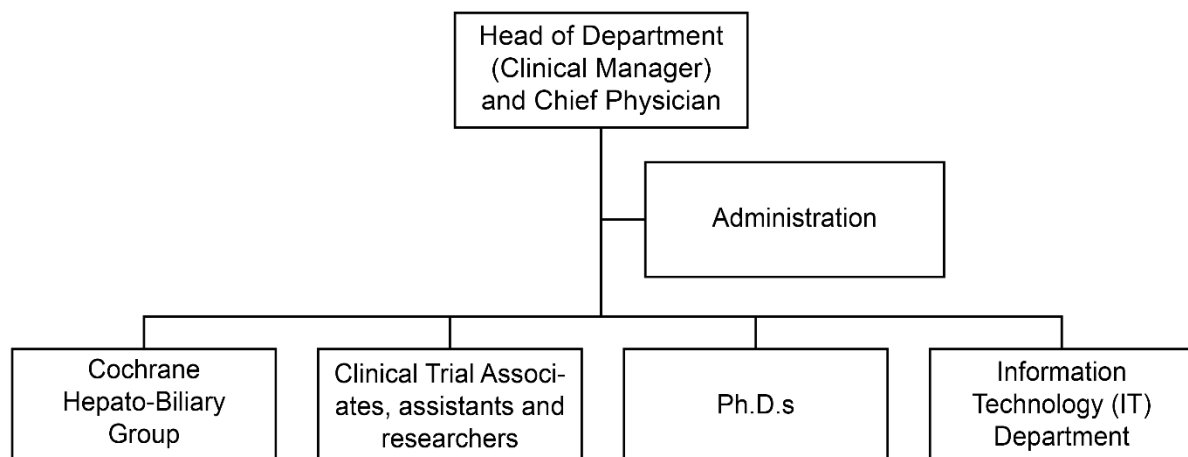 Head of Department
(Clinical Manager)
and Chief Physician
Administration
Cochrane
Hepato-Biliary
Group
Clinical Trial Associ-
ates, assistants and
researchers
Ph.D.s
Information
Technology (IT)
Department